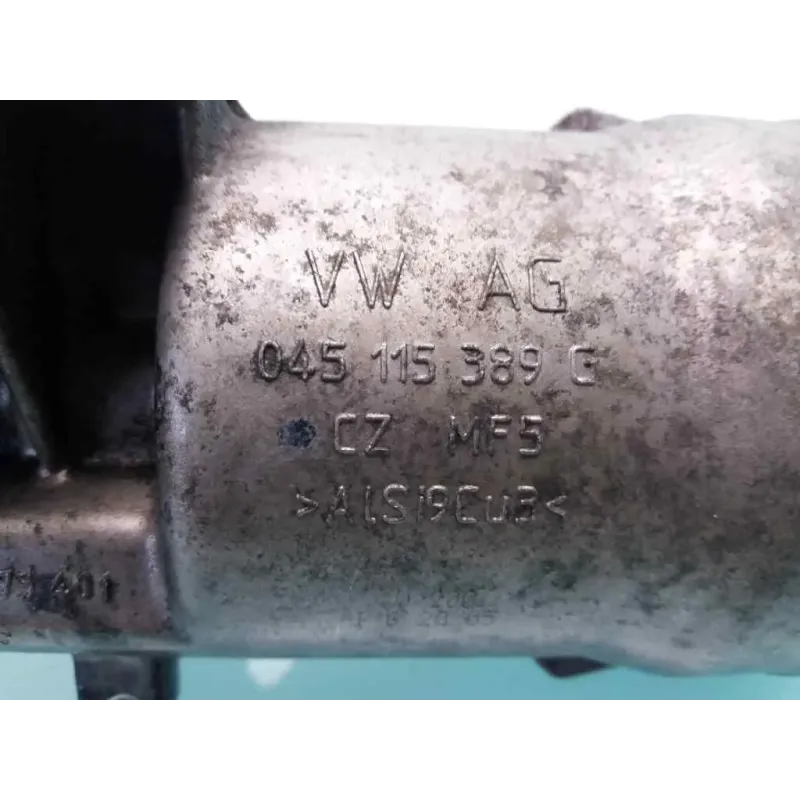 VW AG
045 115 389 G
CZ MF5
>AlSi9Cu3<